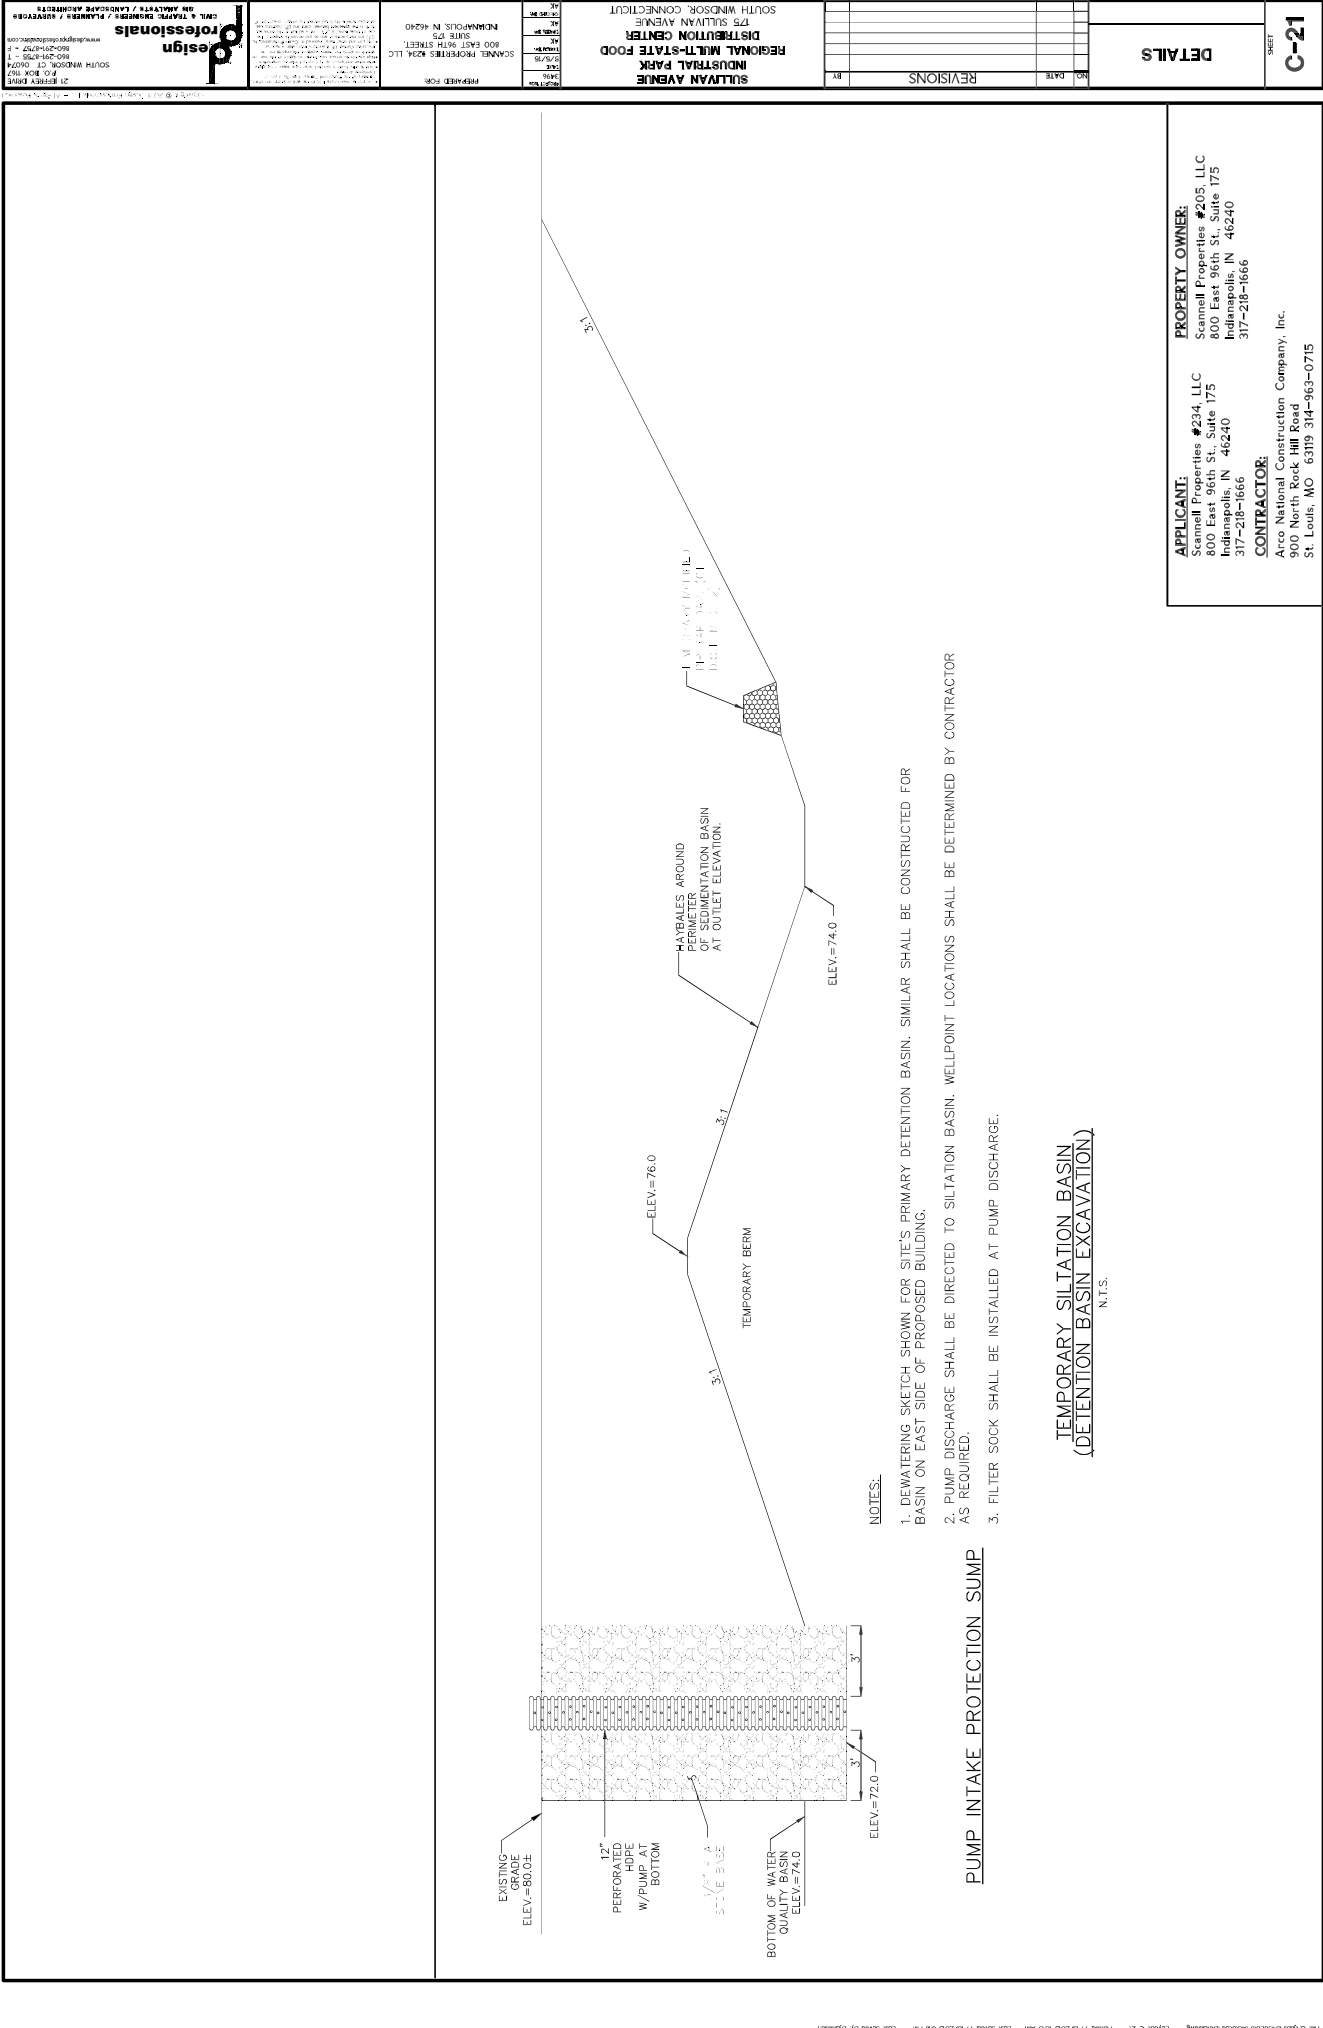 EXISTING
GRADE
ELEV.=80.0±
12"
PERFORATED
HDPE
W/PUMP AT
BOTTOM
BOTTOM OF WATER
QUALITY BASIN
ELEV.=74.0
ELEV.=72.0
3'
3'
3:1
ELEV.=76.0
TEMPORARY BERM
3:1
HAYBALES AROUND
PERIMETER
OF SEDIMENTATION BASIN
AT OUTLET ELEVATION.
ELEV.=74.0
3:1
PUMP INTAKE PROTECTION SUMP
NOTES:
1. DEWATERING SKETCH SHOWN FOR SITE'S PRIMARY DETENTION BASIN. SIMILAR SHALL BE CONSTRUCTED FOR
BASIN ON EAST SIDE OF PROPOSED BUILDING.
2. PUMP DISCHARGE SHALL BE DIRECTED TO SILTATION BASIN. WELLPOINT LOCATIONS SHALL BE DETERMINED BY CONTRACTOR
AS REQUIRED.
3. FILTER SOCK SHALL BE INSTALLED AT PUMP DISCHARGE.
TEMPORARY SILTATION BASIN
(DETENTION BASIN EXCAVATION)
N.T.S.
APPLICANT:
Scannell Properties #234, LLC
800 East 96th St., Suite 175
Indianapolis, IN 46240
317-218-1666
PROPERTY OWNER:
Scannell Properties #205, LLC
800 East 96th St., Suite 175
Indianapolis, IN 46240
317-218-1666
CONTRACTOR:
Arco National Construction Company, Inc.
900 North Rock Hill Road
St. Louis, MO 63119 314-963-0715
Design
Professionals
CIVIL & TRAFFIC ENGINEERS / PLANNERS / SURVEYORS
GIS ANALYSTS / LANDSCAPE ARCHITECTS
21 JEFFREY DRIVE
P.O. BOX 1167
SOUTH WINDSOR, CT 06074
860-291-8755 - T
860-291-8757 - F
www.designprofessionalsinc.com
PREPARED FOR:
SCANNEL PROPERTIES #234, LLC
800 EAST 96TH STREET,
SUITE 175
INDIANAPOLIS, IN 46240
PROJECT NO.
3496
DATE
AK
AK
AK
SULLIVAN AVENUE
INDUSTRIAL PARK
REGIONAL MULTI-STATE FOOD
DISTRIBUTION CENTER
175 SULLIVAN AVENUE
SOUTH WINDSOR, CONNECTICUT
NO. DATE REVISIONS BY
DETAILS
SHEET
C-21